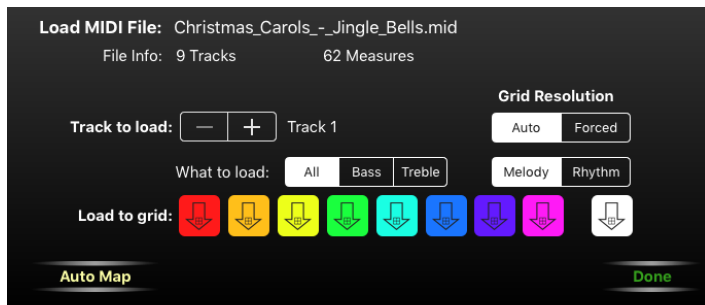 Load MIDI File: Christmas_Carols_-_Jingle_Bells.mid
File Info: 9 Tracks 62 Measures
Grid Resolution
Track to load: — + Track 1 Auto Forced
What to load: All Bass Treble Melody Rhythm
Load to grid:
Auto Map Done